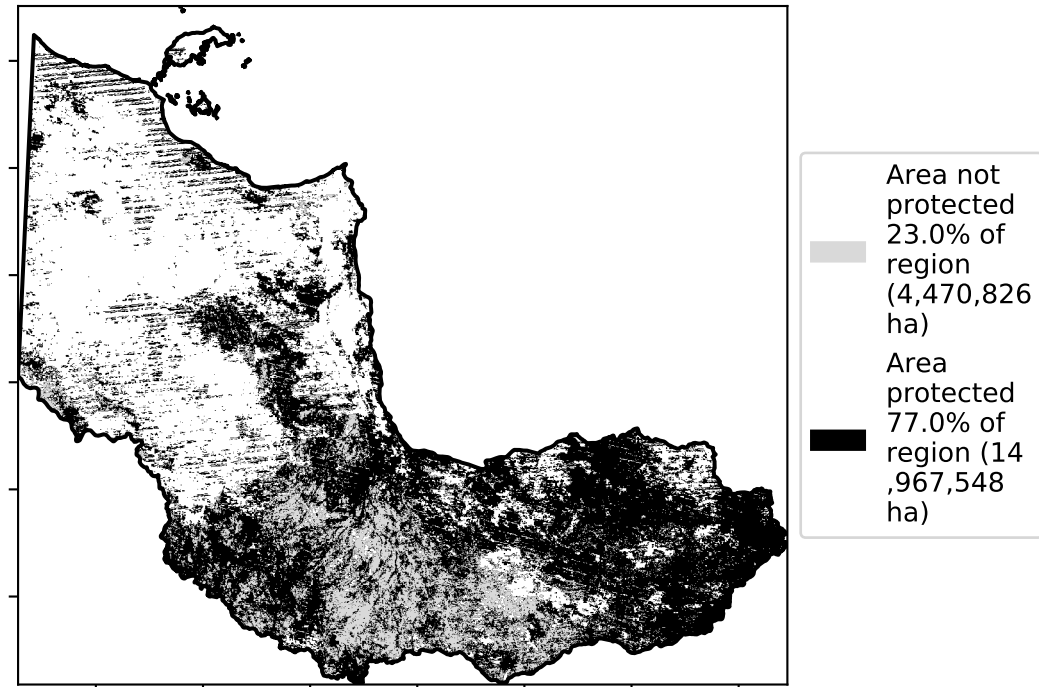 Area not
protected
23.0% of
region
(4,470,826
ha)
Area
protected
77.0% of
region (14
,967,548
ha)